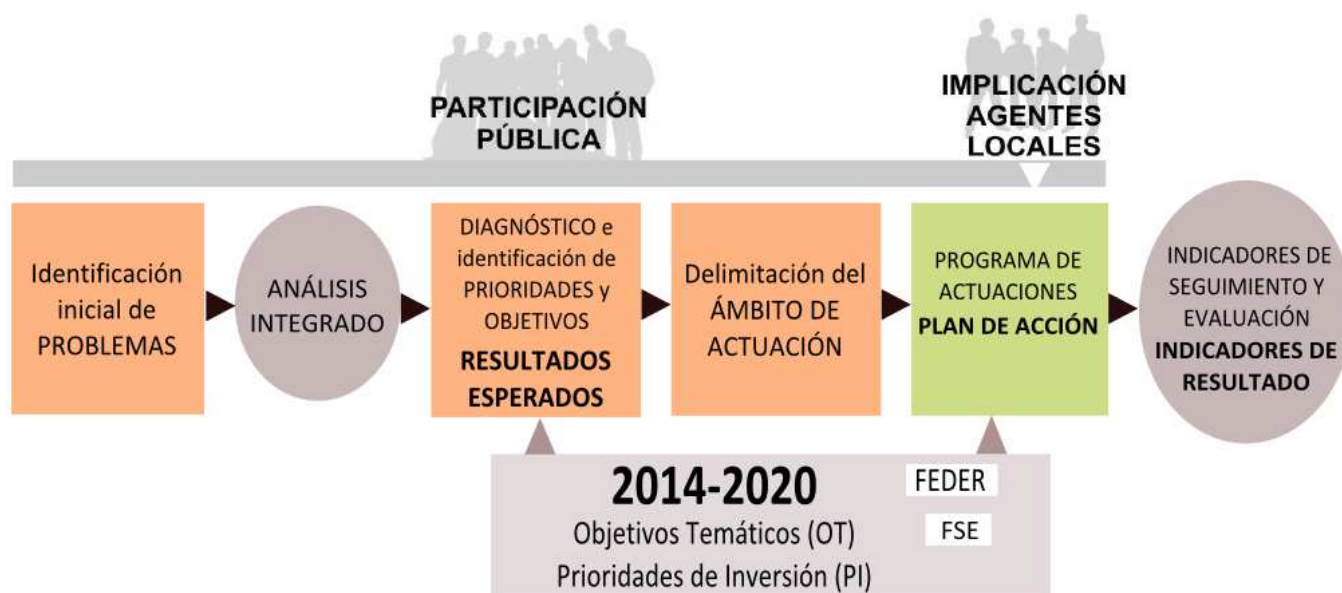 PARTICIPACIÓN
PÚBLICA
IMPLICACIÓN
AGENTES
LOCALES
Identificación
inicial de
PROBLEMAS
ANÁLISIS
INTEGRADO
DIAGNÓSTICO e
identificación de
PRIORIDADES y
OBJETIVOS
RESULTADOS
ESPERADOS
Delimitación del
ÁMBITO DE
ACTUACIÓN
PROGRAMA DE
ACTUACIONES
PLAN DE ACCIÓN
INDICADORES DE
SEGUIMIENTO Y
EVALUACIÓN
INDICADORES DE
RESULTADO
2014-2020
Objetivos Temáticos (OT)
Prioridades de Inversión (PI)
FEDER
FSE